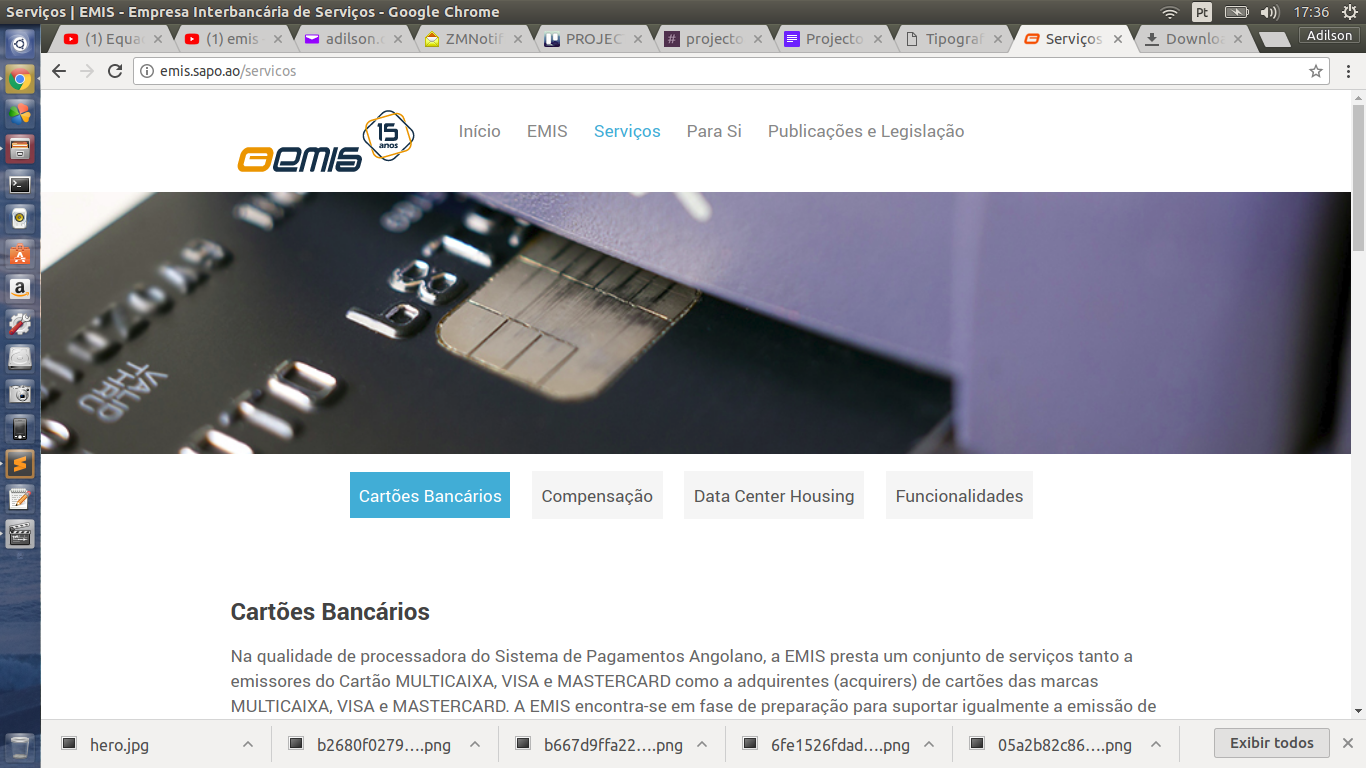 Serviços | EMIS - Empresa Interbancária de Serviços - Google Chrome
Pt
17:36
(1) Equa
(1) emis
adilson.c
ZMNotif
PROJEC
projecto
Projecto
Tipograf
Serviços
Downlo
Adilson
emis.sapo.ao/servicos
emis
15
anos
Início
EMIS
Serviços
Para Si
Publicações e Legislação
VALID
THRU
Cartões Bancários
Compensação
Data Center Housing
Funcionalidades
Cartões Bancários
Na qualidade de processadora do Sistema de Pagamentos Angolano, a EMIS presta um conjunto de serviços tanto a
emissores do Cartão MULTICAIXA, VISA e MASTERCARD como a adquirentes (acquirers) de cartões das marcas
MULTICAIXA, VISA e MASTERCARD. A EMIS encontra-se em fase de preparação para suportar igualmente a emissão de
hero.jpg
b2680f0279....png
b667d9ffa22....png
6fe1526fdad....png
05a2b82c86....png
Exibir todos